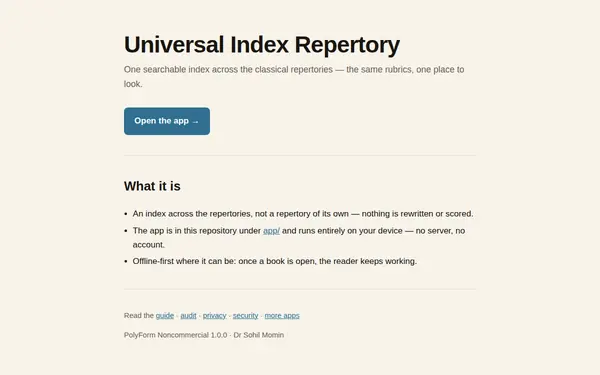 Universal Index Repertory
One searchable index across the classical repertories — the same rubrics, one place to
look.
Open the app →
What it is
• An index across the repertories, not a repertory of its own — nothing is rewritten or scored.
• The app is in this repository under app/ and runs entirely on your device — no server, no
account.
• Offline-first where it can be: once a book is open, the reader keeps working.
Read the guide · audit · privacy · security · more apps
PolyForm Noncommercial 1.0.0 · Dr Sohil Momin